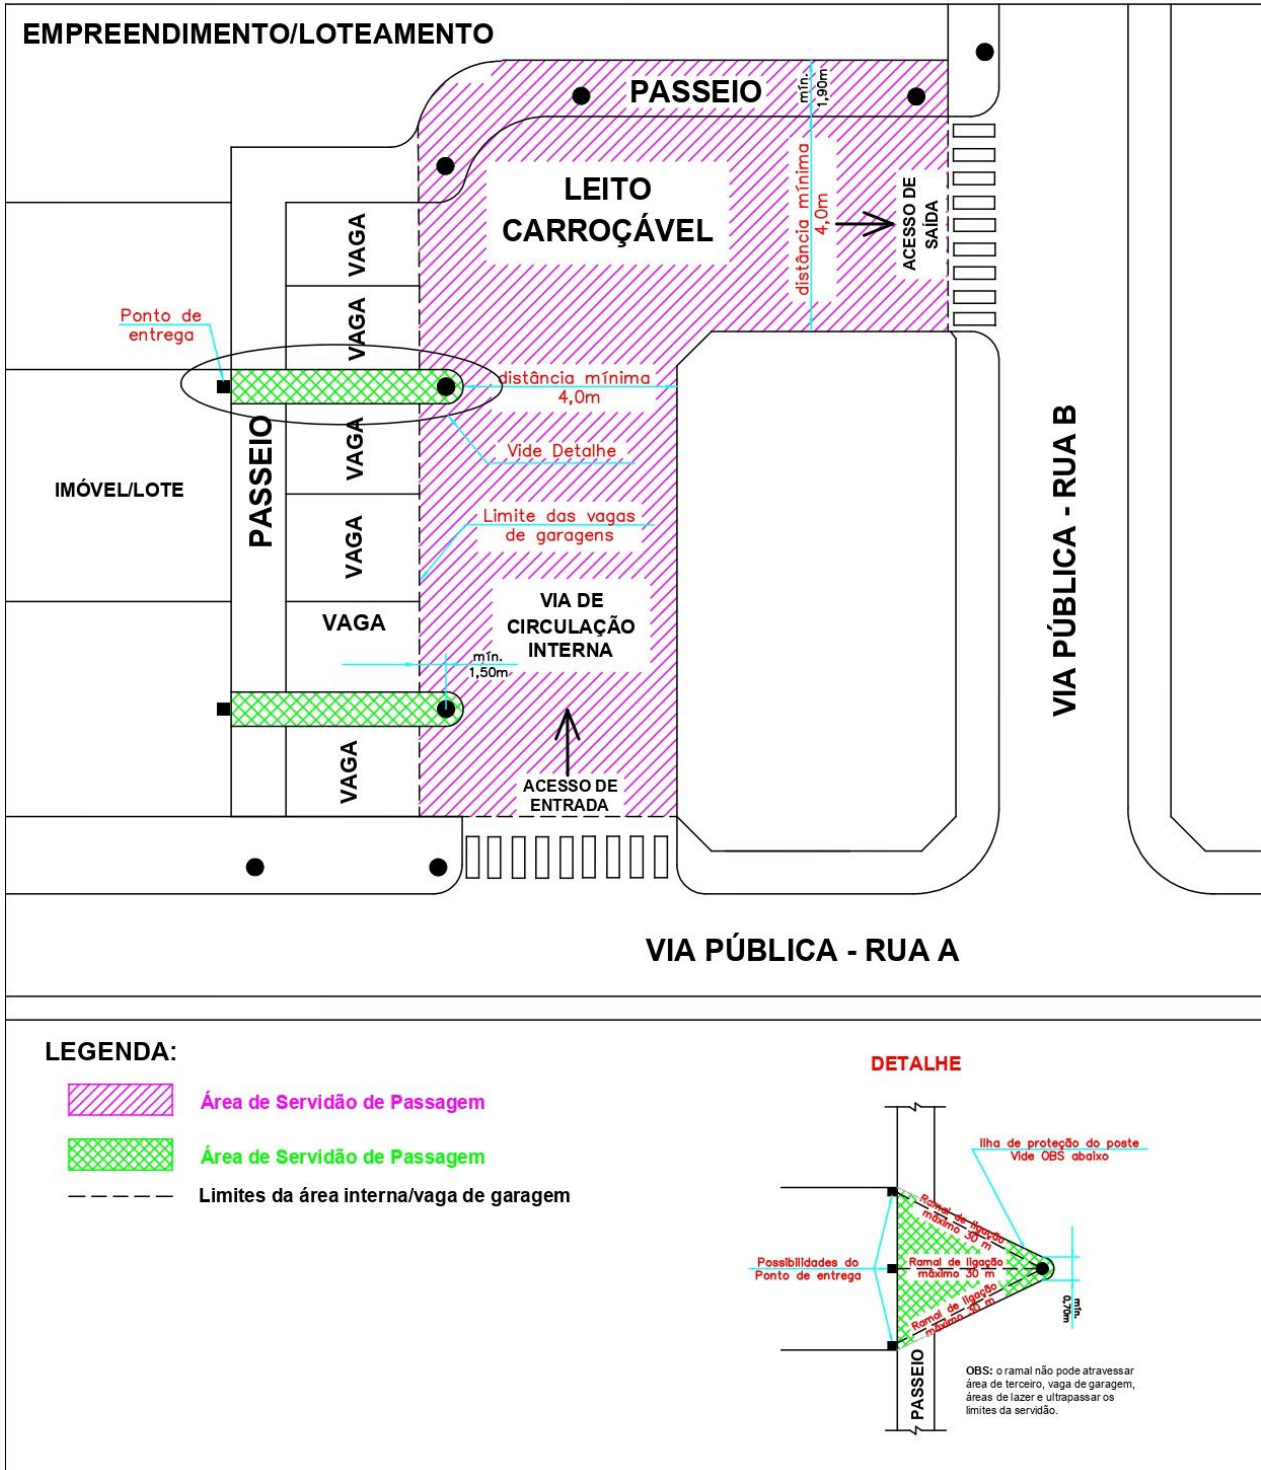 EMPREENDIMENTO/LOTEAMENTO
PASSEIO
mín.
1,90m
LEITO
CARROÇÁVEL
distância mínima
4,0m
ACESSO DE
SAÍDA
VAGA
VAGA
Ponto de
entrega
distância mínima
4,0m
VAGA
Vide Detalhe
PASSEIO
IMÓVEL/LOTE
VAGA
Limite das vagas
de garagens
VIA PÚBLICA - RUA B
VIA DE
CIRCULAÇÃO
INTERNA
VAGA
mín.
1,50m
VAGA
ACESSO DE
ENTRADA
VIA PÚBLICA - RUA A
LEGENDA:
Área de Servidão de Passagem
Área de Servidão de Passagem
Limites da área interna/vaga de garagem
DETALHE
Ilha de proteção do poste
Vide OBS abaixo
Ramal de ligação
máximo 30 m
Possibilidades do
Ponto de entrega
Ramal de ligação
máximo 30 m
Ramal de ligação
máximo 30 m
mín.
0,70m
PASSEIO
OBS: o ramal não pode atravessar
área de terceiro, vaga de garagem,
áreas de lazer e ultrapassar os
limites da servidão.